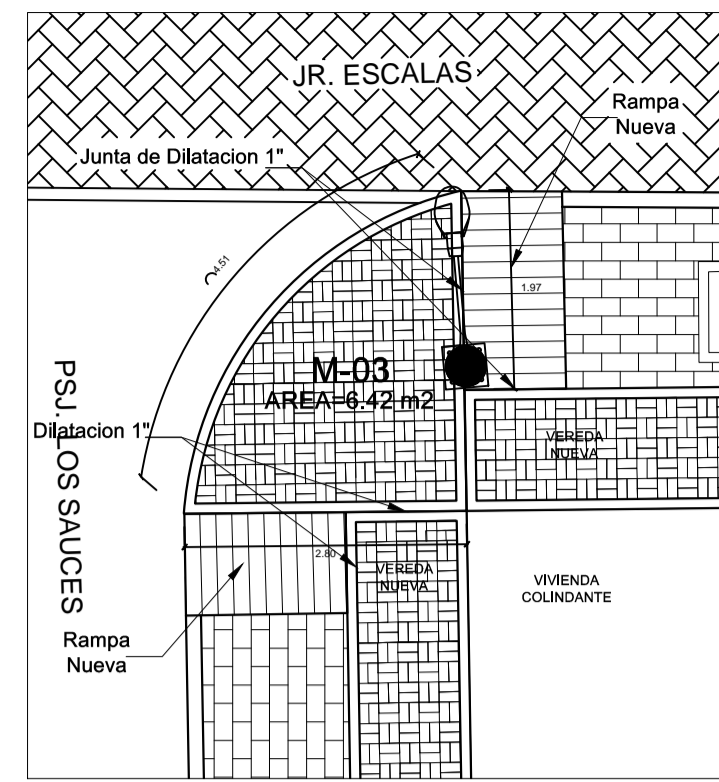 JR. ESCALAS
Rampa
Nueva
Junta de Dilatacion 1"
4.51
1.97
M-03
AREA=6.42 m2
PSJ. LOS SAUCES
Dilatacion 1"
VEREDA
NUEVA
2.80
VEREDA
NUEVA
VIVIENDA
COLINDANTE
Rampa
Nueva